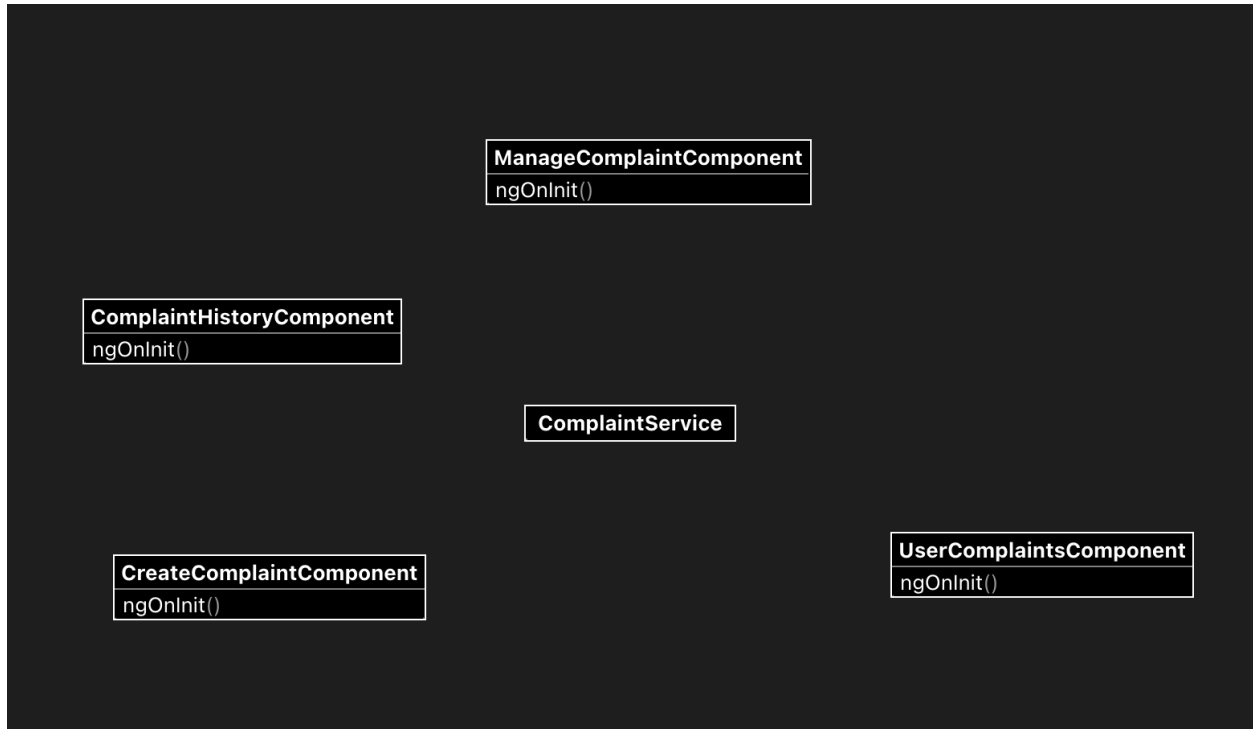 ManageComplaintComponent
ngOnInit()
ComplaintHistoryComponent
ngOnInit()
ComplaintService
UserComplaintsComponent
ngOnInit()
CreateComplaintComponent
ngOnInit()